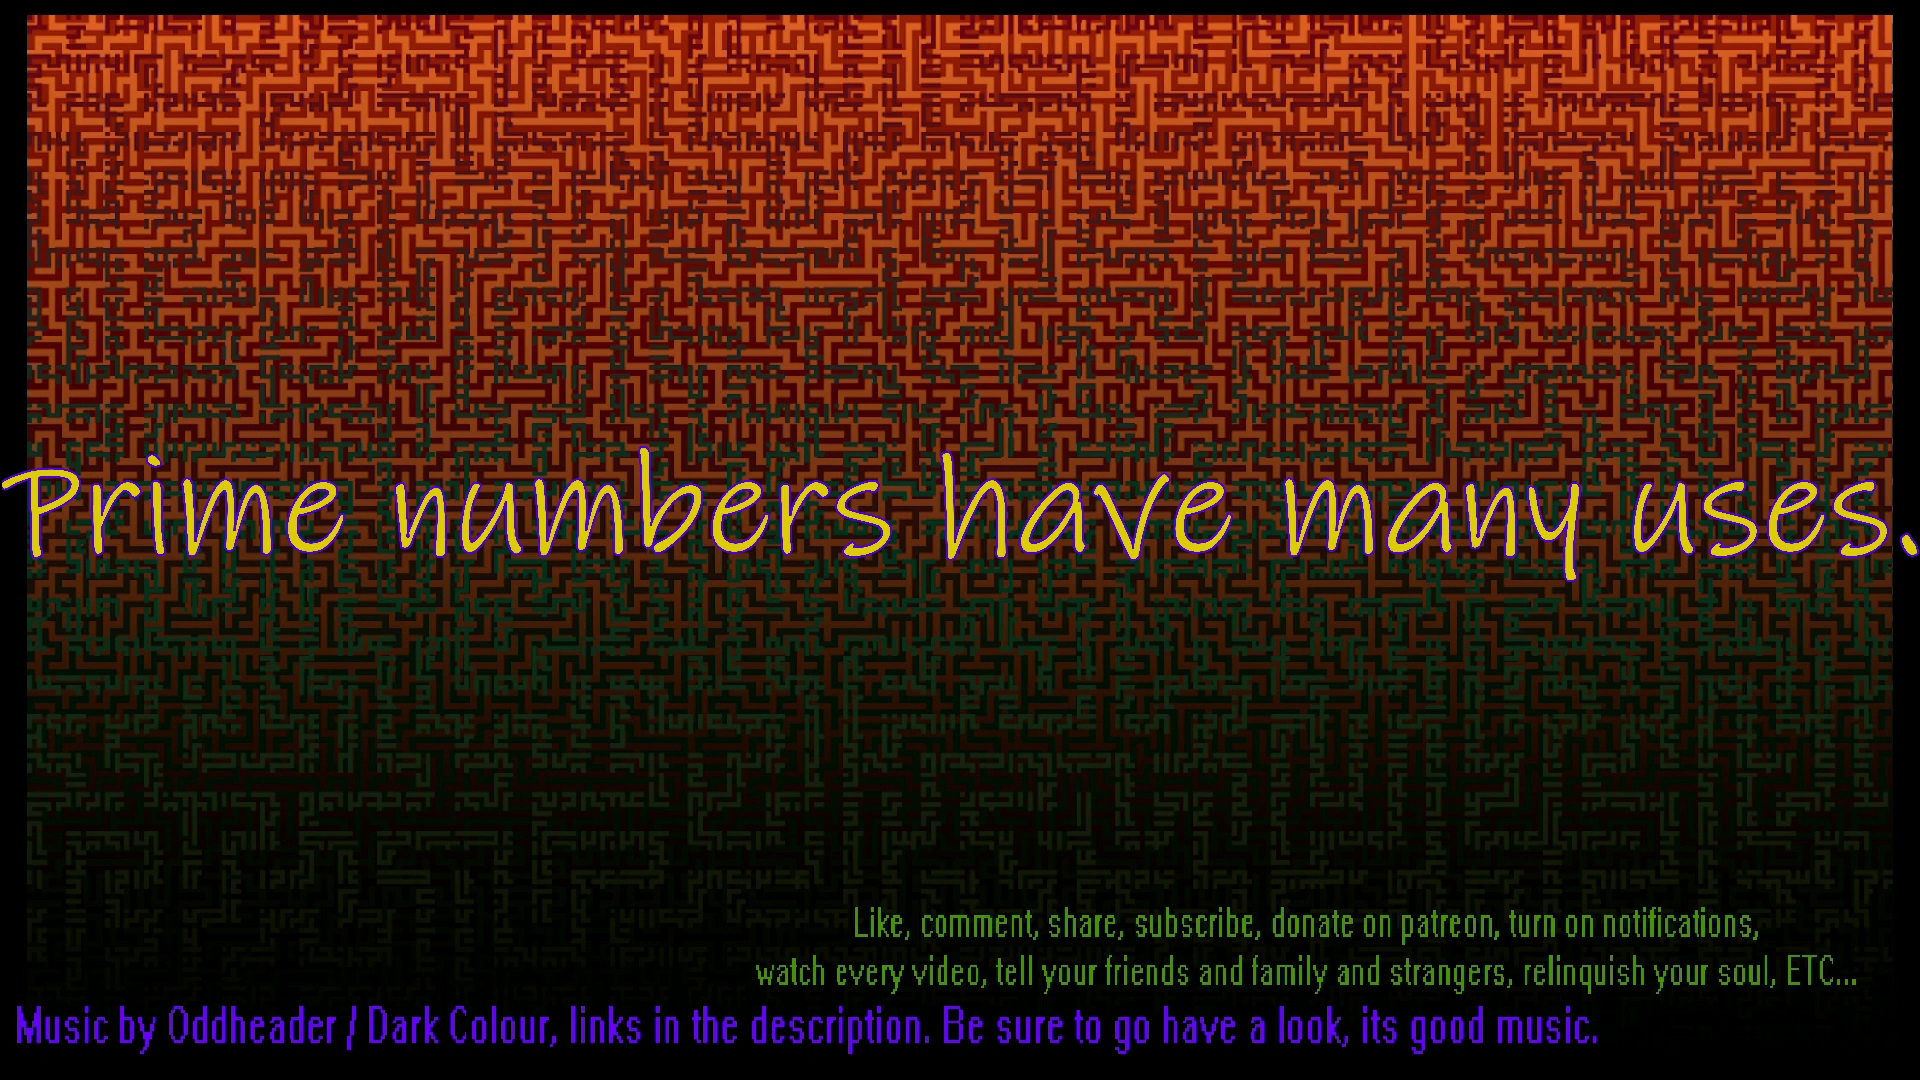 Prime numbers have many uses.
Like, comment, share, subscribe, donate on patreon, turn on notifications,
watch every video, tell your friends and family and strangers, relinquish your soul, ETC...
Music by Oddheader / Dark Colour, links in the description. Be sure to go have a look, its good music.